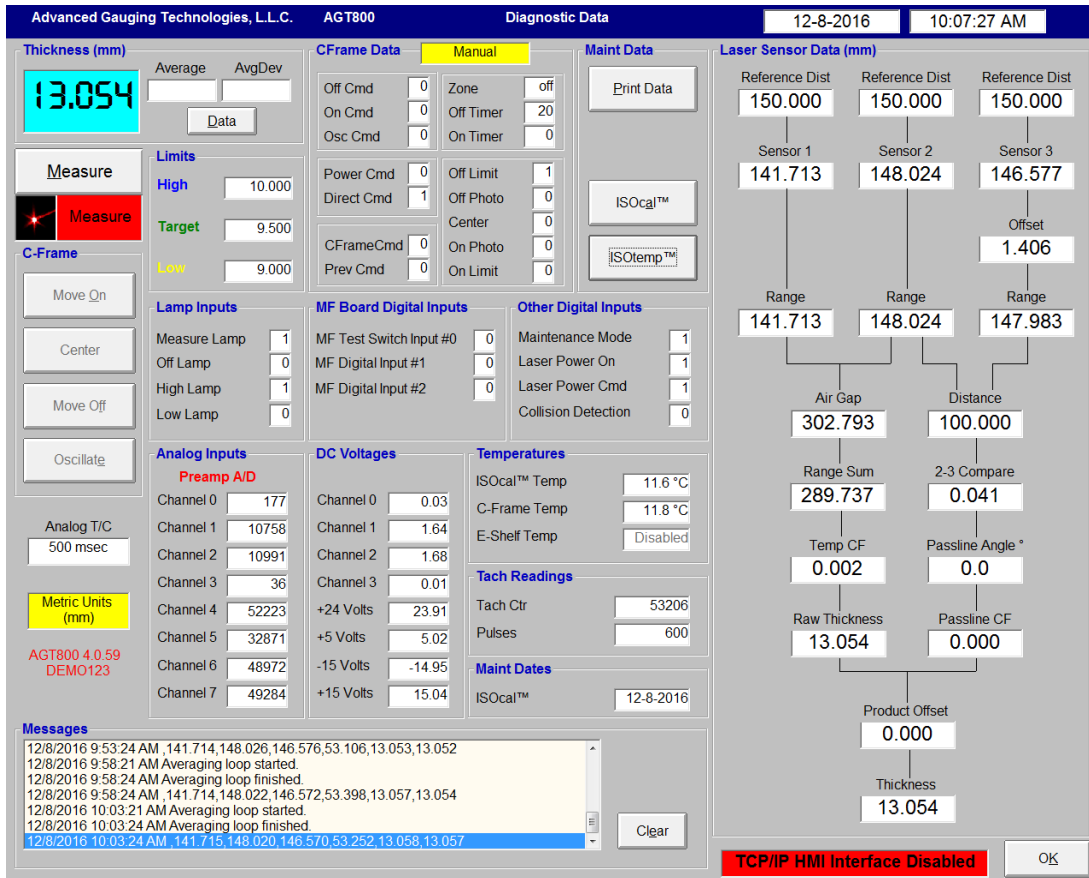 Advanced Gauging Technologies, L.L.C. AGT800 Diagnostic Data 12-8-2016 10:07:27 AM
Thickness (mm)
Average AvgDev
13.054
Data
Measure
Measure
Limits
High 10.000
Target 9.500
Low 9.000
C-Frame
Move On
Center
Move Off
Oscillate
Analog T/C
500 msec
Metric Units
(mm)
AGT800 4.0.59
DEMO123
CFrame Data Manual
Off Cmd 0
On Cmd 0
Osc Cmd 0
Zone off
Off Timer 20
On Timer 0
Power Cmd 0
Direct Cmd 1
CFrameCmd 0
Prev Cmd 0
Off Limit 1
Off Photo 0
Center 0
On Photo 0
On Limit 0
Maint Data
Print Data
ISOcal™
ISOtemp™
Lamp Inputs
Measure Lamp 1
Off Lamp 0
High Lamp 1
Low Lamp 0
MF Board Digital Inputs
MF Test Switch Input #0 0
MF Digital Input #1 0
MF Digital Input #2 0
Other Digital Inputs
Maintenance Mode 1
Laser Power On 1
Laser Power Cmd 1
Collision Detection 0
Analog Inputs
Preamp A/D
Channel 0 177
Channel 1 10758
Channel 2 10991
Channel 3 36
Channel 4 52223
Channel 5 32871
Channel 6 48972
Channel 7 49284
DC Voltages
Channel 0 0.03
Channel 1 1.64
Channel 2 1.68
Channel 3 0.01
+24 Volts 23.91
+5 Volts 5.02
-15 Volts -14.95
+15 Volts 15.04
Temperatures
ISOcal™ Temp 11.6 °C
C-Frame Temp 11.8 °C
E-Shelf Temp Disabled
Tach Readings
Tach Ctr 53206
Pulses 600
Maint Dates
ISOcal™ 12-8-2016
Laser Sensor Data (mm)
Reference Dist Reference Dist Reference Dist
150.000 150.000 150.000
Sensor 1 Sensor 2 Sensor 3
141.713 148.024 146.577
Offset
1.406
Range Range Range
141.713 148.024 147.983
Air Gap Distance
302.793 100.000
Range Sum 2-3 Compare
289.737 0.041
Temp CF Passline Angle °
0.002 0.0
Raw Thickness Passline CF
13.054 0.000
Product Offset
0.000
Thickness
13.054
Messages
12/8/2016 9:53:24 AM ,141.714,148.026,146.576,53.106,13.053,13.052
12/8/2016 9:58:21 AM Averaging loop started.
12/8/2016 9:58:24 AM Averaging loop finished.
12/8/2016 9:58:24 AM ,141.714,148.022,146.572,53.398,13.057,13.054
12/8/2016 10:03:21 AM Averaging loop started.
12/8/2016 10:03:24 AM Averaging loop finished.
12/8/2016 10:03:24 AM ,141.715,148.020,146.570,53.252,13.058,13.057
Clear
TCP/IP HMI Interface Disabled
OK